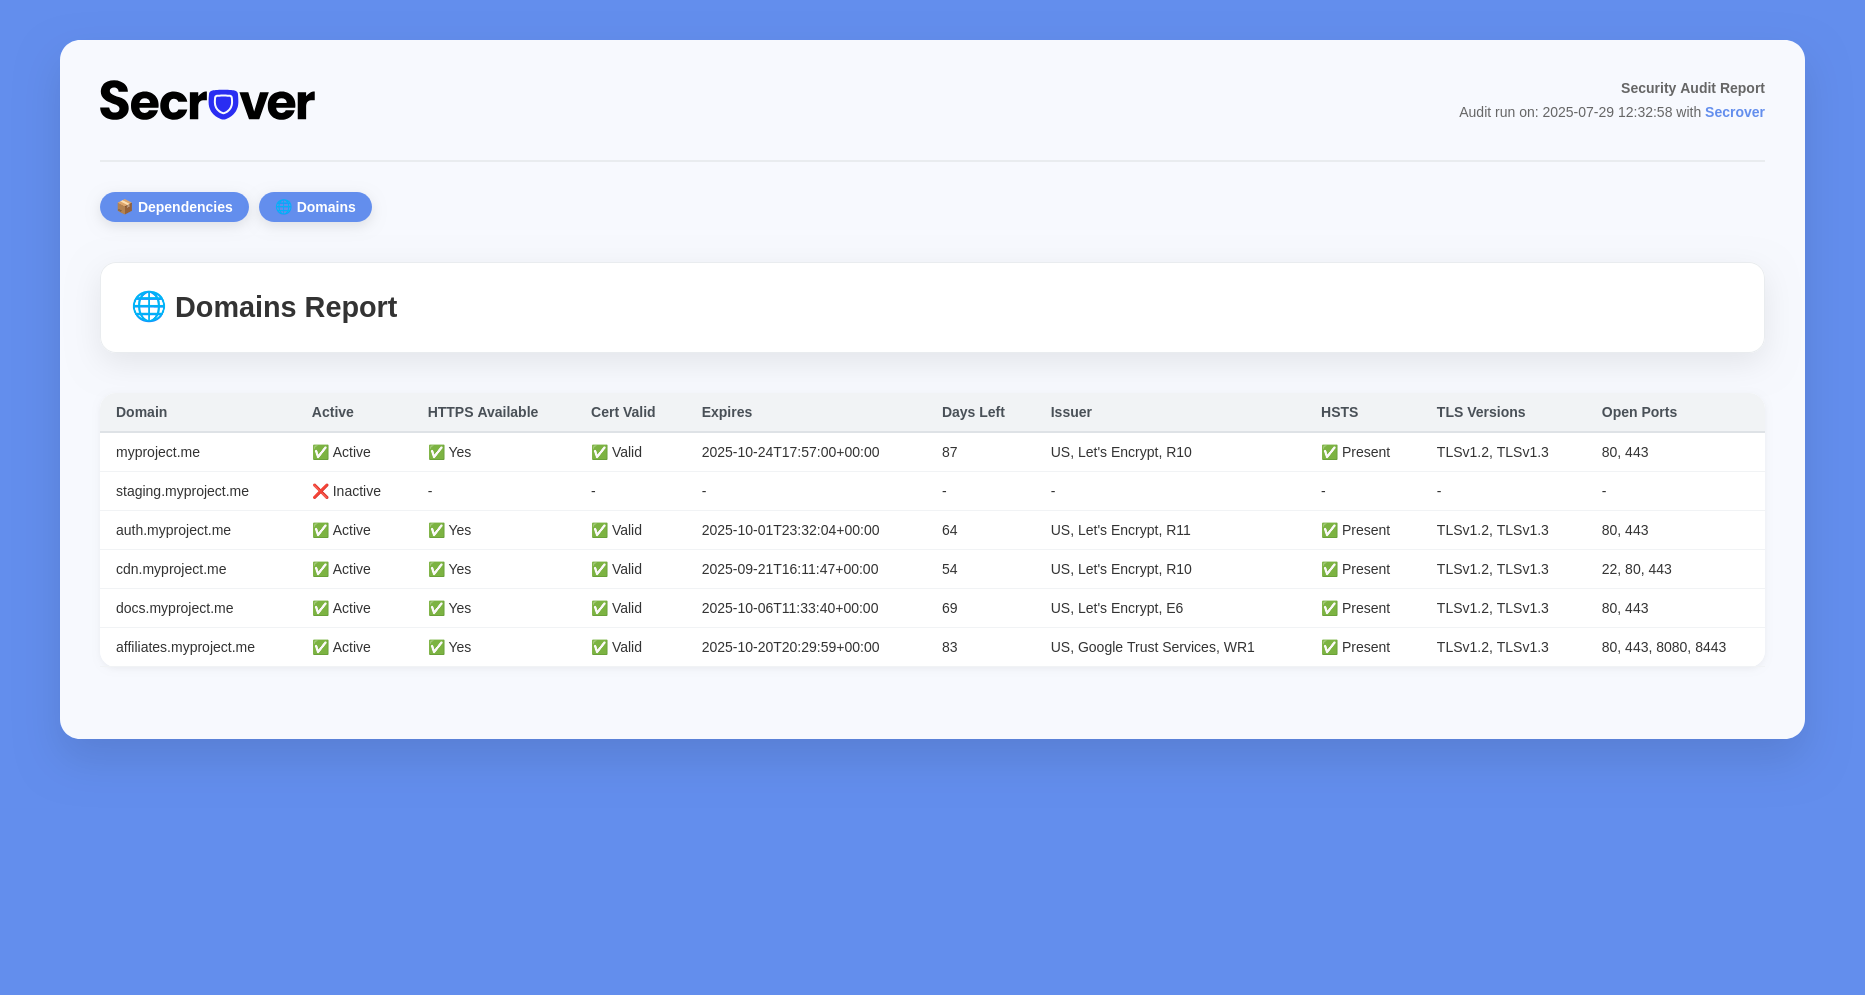 Secrover
Security Audit Report
Audit run on: 2025-07-29 12:32:58 with Secrover
📦 Dependencies 🌐 Domains
🌐 Domains Report
Domain Active HTTPS Available Cert Valid Expires Days Left Issuer HSTS TLS Versions Open Ports
myproject.me ✅ Active ✅ Yes ✅ Valid 2025-10-24T17:57:00+00:00 87 US, Let's Encrypt, R10 ✅ Present TLSv1.2, TLSv1.3 80, 443
staging.myproject.me ❌ Inactive - - - - - - - -
auth.myproject.me ✅ Active ✅ Yes ✅ Valid 2025-10-01T23:32:04+00:00 64 US, Let's Encrypt, R11 ✅ Present TLSv1.2, TLSv1.3 80, 443
cdn.myproject.me ✅ Active ✅ Yes ✅ Valid 2025-09-21T16:11:47+00:00 54 US, Let's Encrypt, R10 ✅ Present TLSv1.2, TLSv1.3 22, 80, 443
docs.myproject.me ✅ Active ✅ Yes ✅ Valid 2025-10-06T11:33:40+00:00 69 US, Let's Encrypt, E6 ✅ Present TLSv1.2, TLSv1.3 80, 443
affiliates.myproject.me ✅ Active ✅ Yes ✅ Valid 2025-10-20T20:29:59+00:00 83 US, Google Trust Services, WR1 ✅ Present TLSv1.2, TLSv1.3 80, 443, 8080, 8443